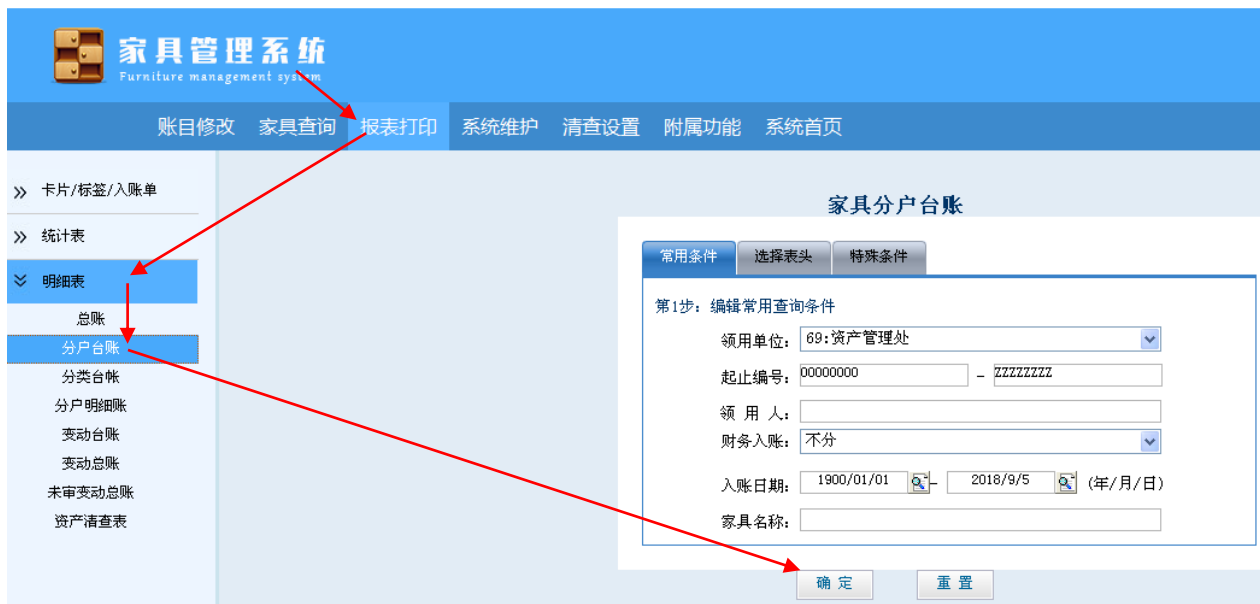 家具管理系统
Furniture management system
账目修改 家具查询 报表打印 系统维护 清查设置 附属功能 系统首页
卡片/标签/入账单
统计表
明细表
总账
分户台账
分类台帐
分户明细账
变动台账
变动总账
未审变动总账
资产清查表
家具分户台账
常用条件 选择表头 特殊条件
第1步：编辑常用查询条件
领用单位： 69:资产管理处
起止编号： 00000000 - ZZZZZZZZ
领 用 人：
财务入账： 不分
入账日期： 1900/01/01 - 2018/9/5 (年/月/日)
家具名称：
确 定 重 置